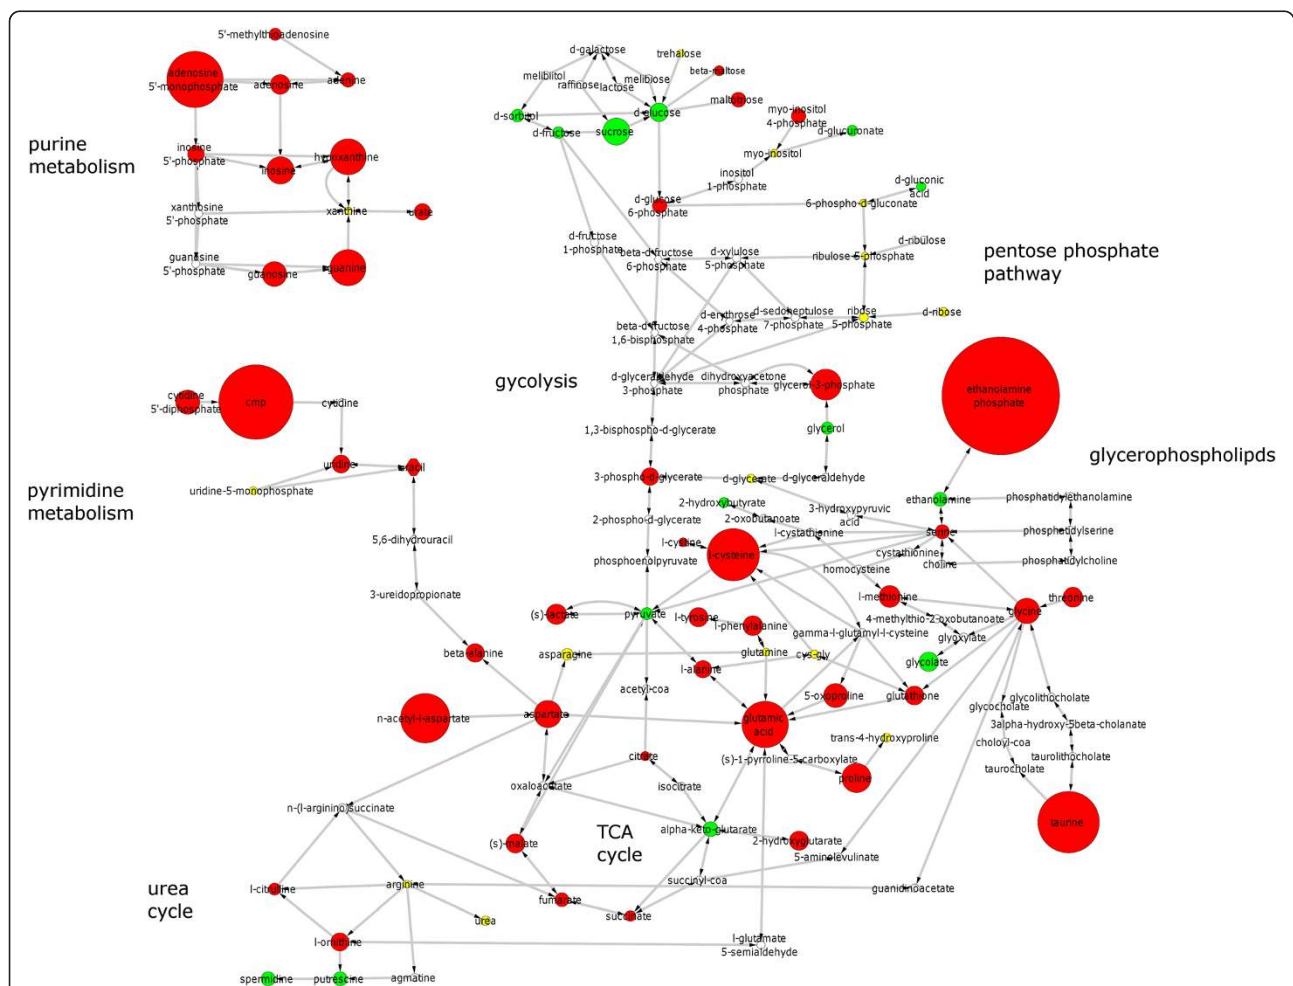 5'-methylthioadenosine
adenosine
5'-monophosphate
adenosine
adenine
purine
metabolism
inosine
5'-phosphate
inosine
hypoxanthine
xanthosine
5'-phosphate
xanthine
urate
guanosine
5'-phosphate
guanosine
guanine
d-galactose
trehalose
melibiitol
raffinose
melibiose
lactose
beta-maltose
d-sorbitol
d-fructose
sucrose
d-glucose
maltotriose
myo-inositol
4-phosphate
d-glucuronate
myo-inositol
inositol
1-phosphate
d-gluconic
acid
d-glucose
6-phosphate
6-phospho-d-gluconate
d-fructose
1-phosphate
beta-d-fructose
6-phosphate
d-xylulose
5-phosphate
ribulose-5-phosphate
d-ribulose
pentose phosphate
pathway
beta-d-fructose
1,6-bisphosphate
d-erythrose
4-phosphate
d-sedoheptulose
7-phosphate
ribose
5-phosphate
d-ribose
gycolysis
d-glyceraldehyde
3-phosphate
dihydroxyacetone
phosphate
glycerol-3-phosphate
ethanolamine
phosphate
cytidine
5'-diphosphate
cmp
cytidine
1,3-bisphospho-d-glycerate
glycerol
glycerophospholipds
uridine
uracil
uridine-5-monophosphate
pyrimidine
metabolism
3-phospho-d-glycerate
d-glycerate
d-glyceraldehyde
2-hydroxybutyrate
2-oxobutanoate
3-hydroxypyruvic
acid
ethanolamine
phosphatidylethanolamine
2-phospho-d-glycerate
l-cystine
l-cysteine
l-cystathionine
serine
phosphatidylserine
5,6-dihydrouracil
phosphoenolpyruvate
cystathionine
choline
phosphatidylcholine
homocysteine
3-ureidopropionate
l-methionine
threonine
(s)-lactate
pyruvate
l-tyrosine
l-phenylalanine
4-methylthio-2-oxobutanoate
glycine
gamma-l-glutamyl-l-cysteine
glyoxylate
beta-alanine
asparagine
glutamine
cys-gly
glycolate
l-alanine
acetyl-coa
5-oxoproline
glutathione
glycolithocholate
glycocholate
n-acetyl-l-aspartate
aspartate
glutamic
acid
3alpha-hydroxy-5beta-cholanate
trans-4-hydroxyproline
choloyl-coa
citrate
(s)-1-pyrroline-5-carboxylate
taurolithocholate
taurocholate
oxaloacetate
isocitrate
proline
n-(l-arginino)succinate
taurine
TCA
cycle
alpha-keto-glutarate
2-hydroxyglutarate
(s)-malate
5-aminolevulinate
urea
cycle
l-citrulline
arginine
succinyl-coa
guanidinoacetate
fumarate
succinate
urea
l-ornithine
l-glutamate
5-semialdehyde
spermidine
putrescine
agmatine